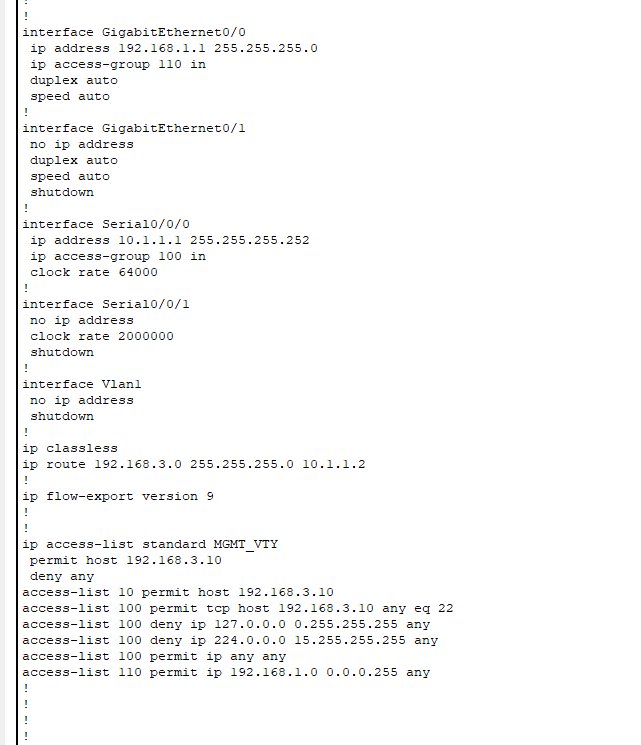 !
!
interface GigabitEthernet0/0
ip address 192.168.1.1 255.255.255.0
ip access-group 110 in
duplex auto
speed auto
!
interface GigabitEthernet0/1
no ip address
duplex auto
speed auto
shutdown
!
interface Serial0/0/0
ip address 10.1.1.1 255.255.255.252
ip access-group 100 in
clock rate 64000
!
interface Serial0/0/1
no ip address
clock rate 2000000
shutdown
!
interface Vlan1
no ip address
shutdown
!
ip classless
ip route 192.168.3.0 255.255.255.0 10.1.1.2
!
ip flow-export version 9
!
!
ip access-list standard MGMT_VTY
permit host 192.168.3.10
deny any
access-list 10 permit host 192.168.3.10
access-list 100 permit tcp host 192.168.3.10 any eq 22
access-list 100 deny ip 127.0.0.0 0.255.255.255 any
access-list 100 deny ip 224.0.0.0 15.255.255.255 any
access-list 100 permit ip any any
access-list 110 permit ip 192.168.1.0 0.0.0.255 any
!
!
!
!